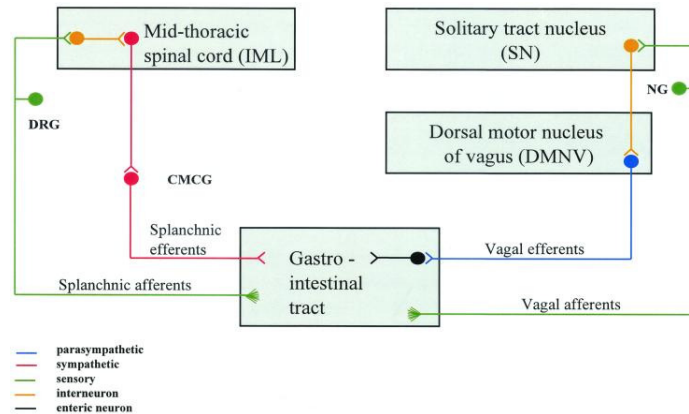 Mid-thoracic
spinal cord (IML)
Solitary tract nucleus
(SN)
NG
DRG
Dorsal motor nucleus
of vagus (DMNV)
CMCG
Splanchnic
efferents
Gastro -
intestinal
tract
Vagal efferents
Splanchnic afferents
Vagal afferents
parasympathetic
sympathetic
sensory
interneuron
enteric neuron